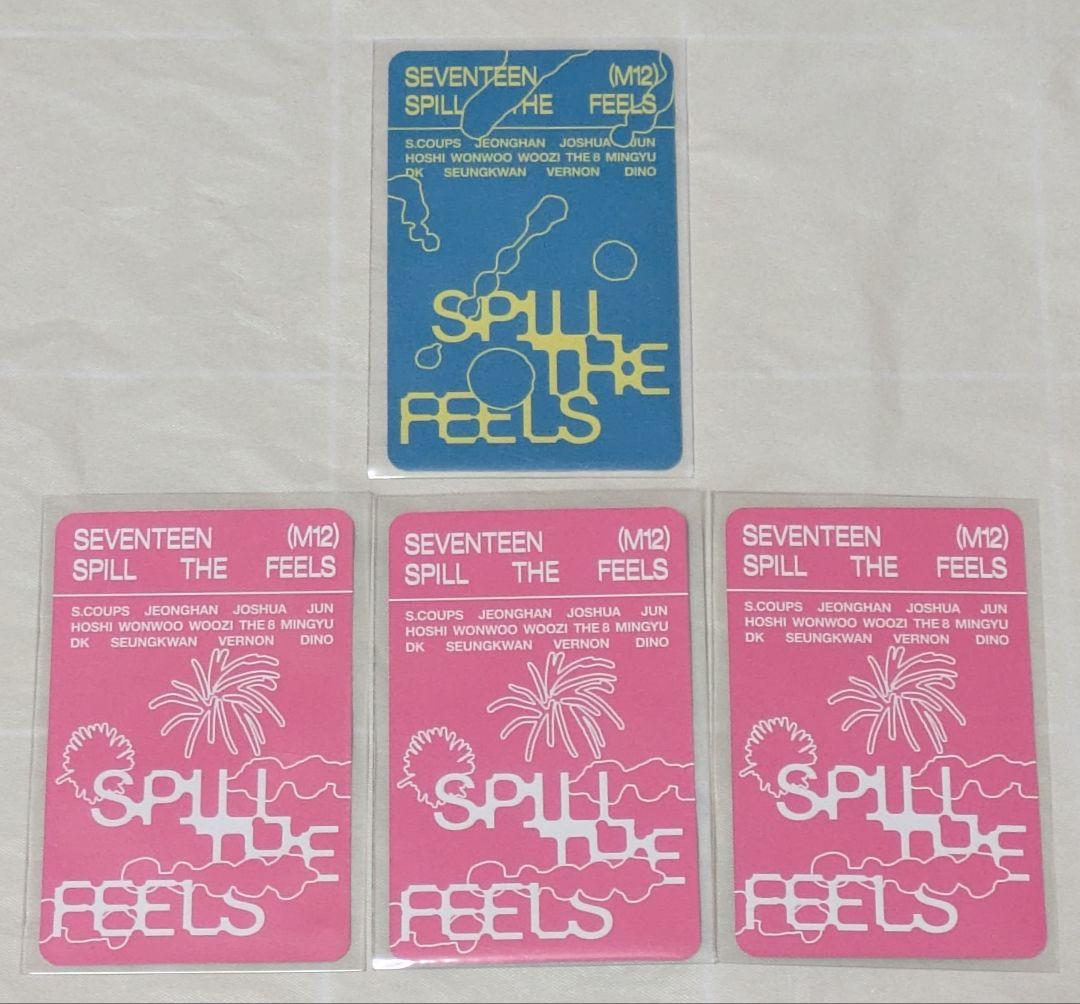 SEVENTEEN (M12)
SPILL THE FEELS
S.COUPS JEONGHAN JOSHUA JUN
HOSHI WONWOO WOOZI THE 8 MINGYU
DK SEUNGKWAN VERNON DINO
SPILL
THE
FEELS
SEVENTEEN (M12)
SPILL THE FEELS
S.COUPS JEONGHAN JOSHUA JUN
HOSHI WONWOO WOOZI THE 8 MINGYU
DK SEUNGKWAN VERNON DINO
SPILL
THE
FEELS
SEVENTEEN (M12)
SPILL THE FEELS
S.COUPS JEONGHAN JOSHUA JUN
HOSHI WONWOO WOOZI THE 8 MINGYU
DK SEUNGKWAN VERNON DINO
SPILL
THE
FEELS
SEVENTEEN (M12)
SPILL THE FEELS
S.COUPS JEONGHAN JOSHUA JUN
HOSHI WONWOO WOOZI THE 8 MINGYU
DK SEUNGKWAN VERNON DINO
SPILL
THE
FEELS